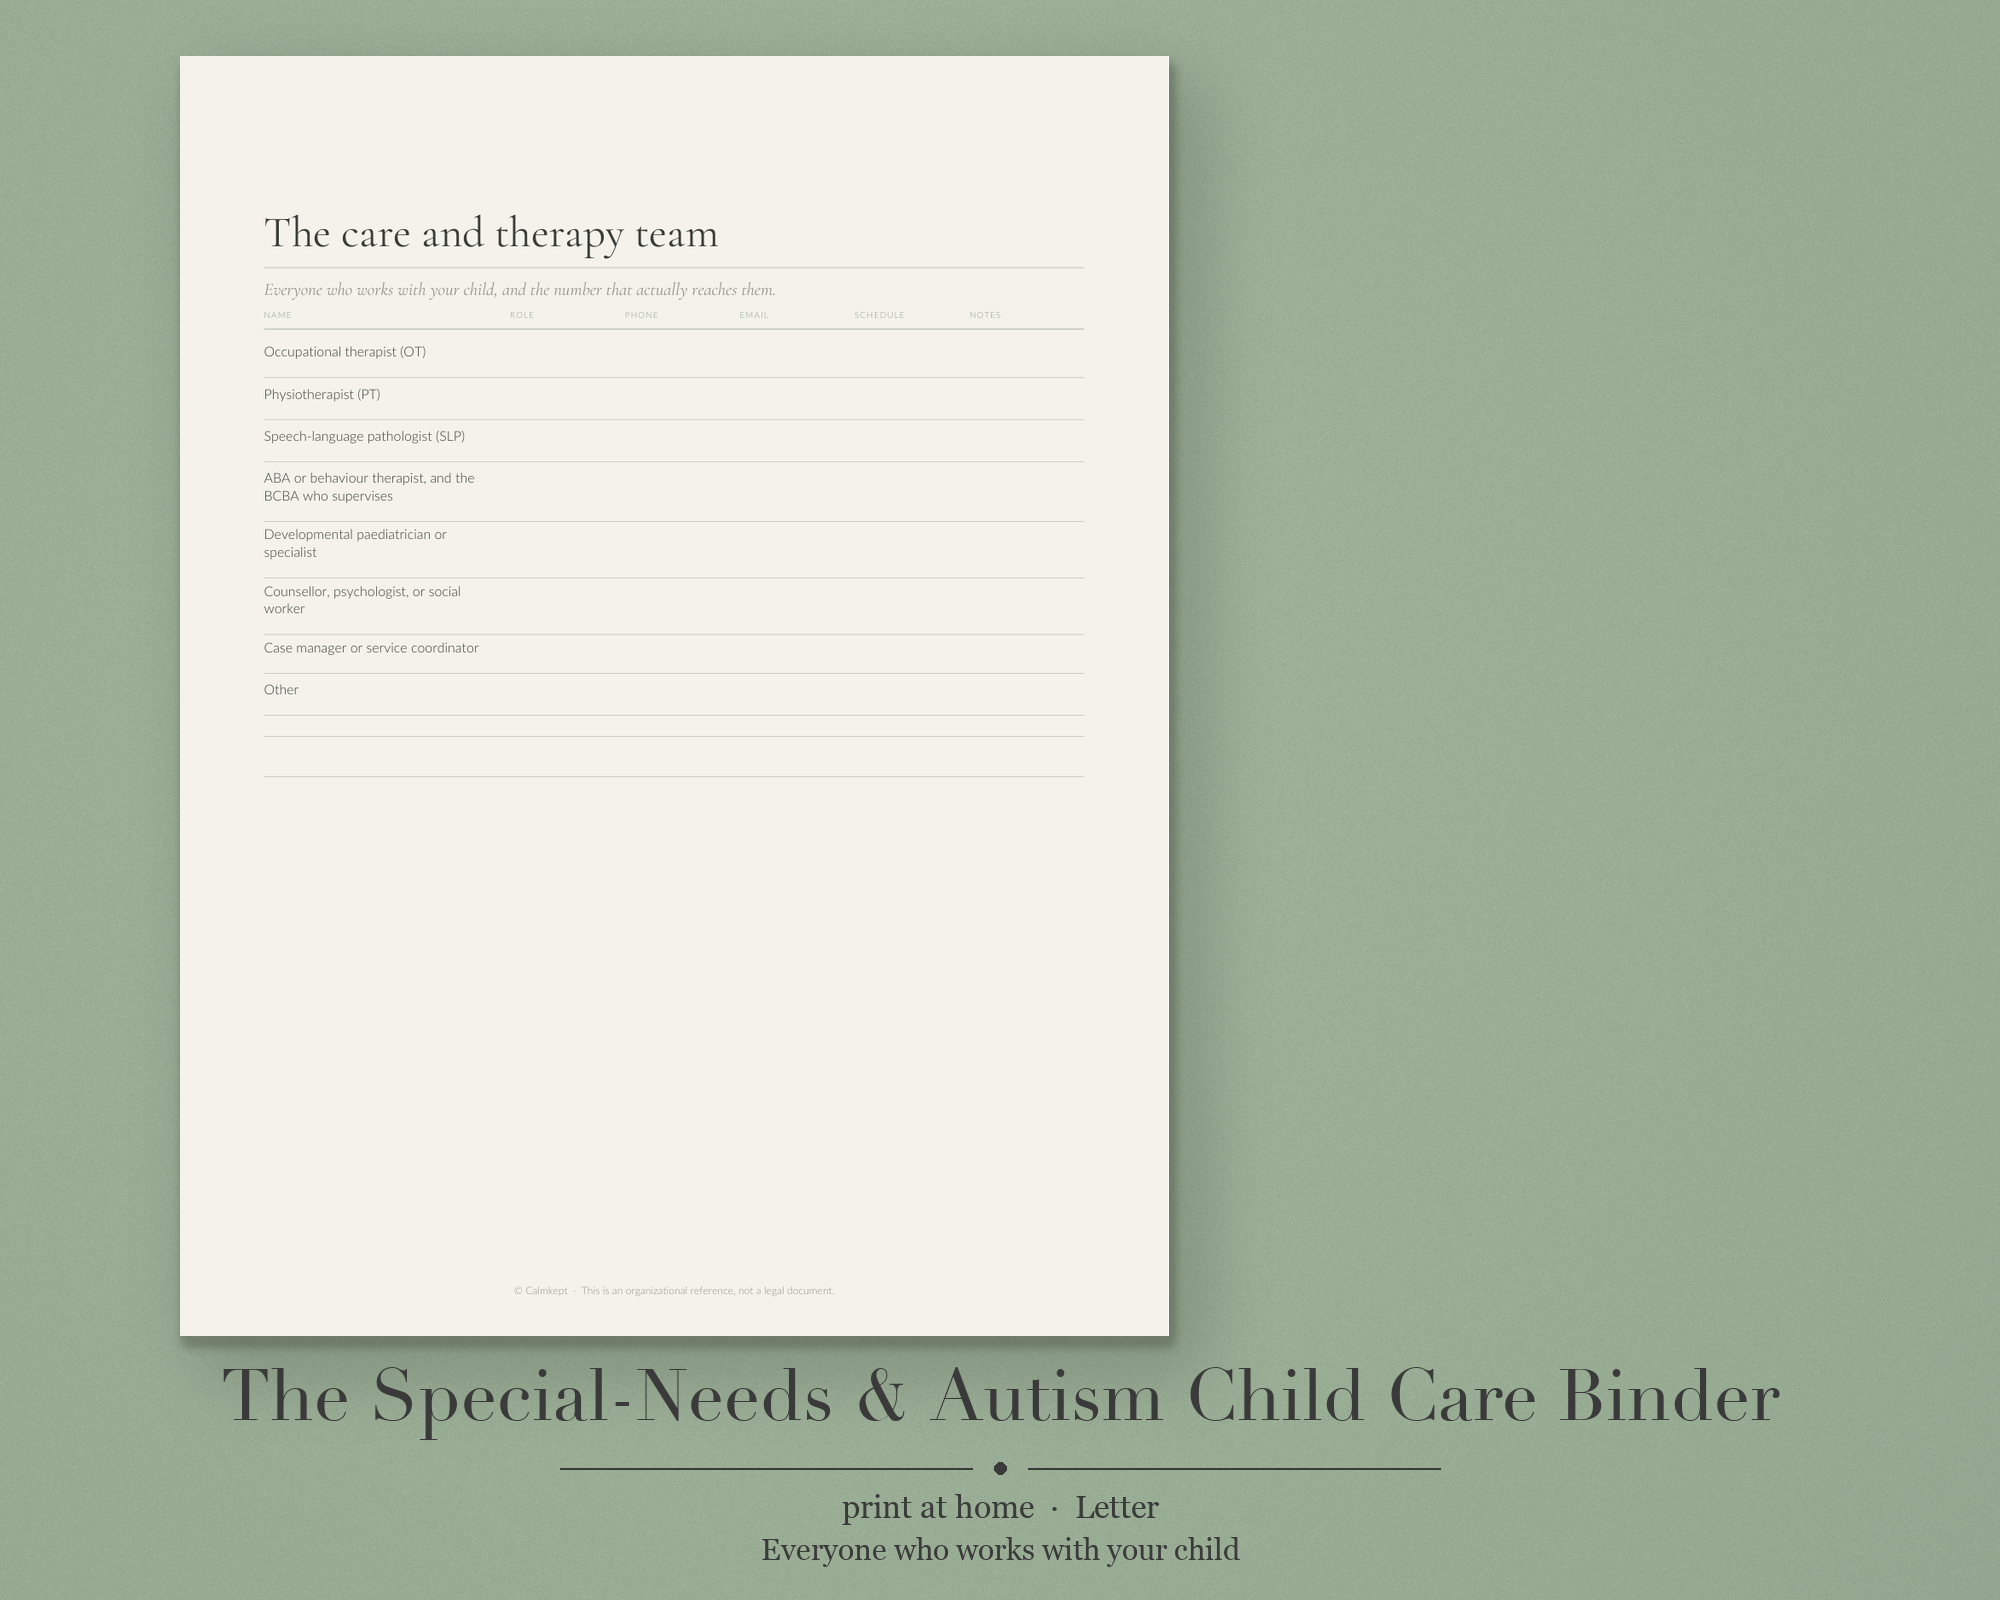 The care and therapy team
Everyone who works with your child, and the number that actually reaches them.
NAME ROLE PHONE EMAIL SCHEDULE NOTES
Occupational therapist (OT)
Physiotherapist (PT)
Speech-language pathologist (SLP)
ABA or behaviour therapist, and the
BCBA who supervises
Developmental paediatrician or
specialist
Counsellor, psychologist, or social
worker
Case manager or service coordinator
Other
© Calmkept · This is an organizational reference, not a legal document.
The Special-Needs & Autism Child Care Binder
print at home · Letter
Everyone who works with your child